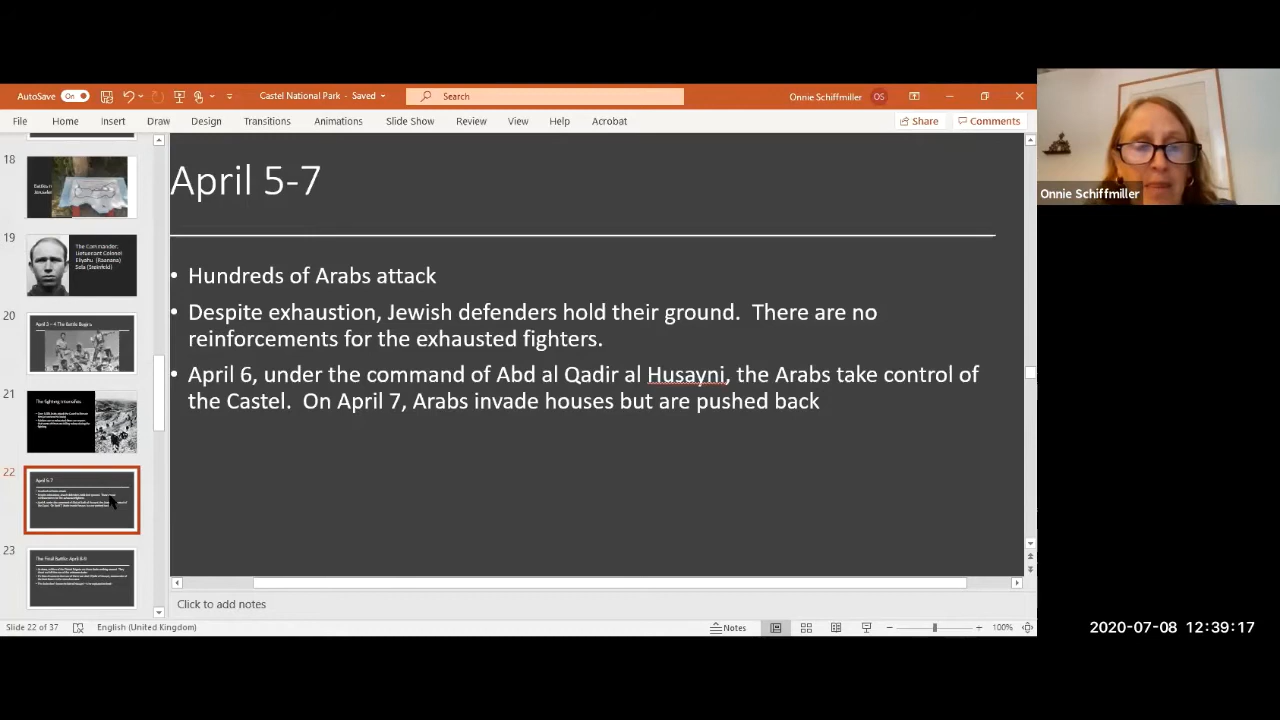 AutoSave On
Castel National Park - Saved
Search
Onnie Schiffmiller OS
File Home Insert Draw Design Transitions Animations Slide Show Review View Help Acrobat
Share Comments
18
19
The Commander:
Lieutenant Colonel
Eliyahu (Raanana)
Sela (Steinfeld)
20
April 3 - 4 The Battle Begins
21
The fighting intensifies
22
April 5-7
23
The Final Battle: April 8-9
April 5-7
• Hundreds of Arabs attack
• Despite exhaustion, Jewish defenders hold their ground.  There are no
reinforcements for the exhausted fighters.
• April 6, under the command of Abd al Qadir al Husayni, the Arabs take control of
the Castel.  On April 7, Arabs invade houses but are pushed back
Click to add notes
Slide 22 of 37 English (United Kingdom) Notes 100%
Onnie Schiffmiller
2020-07-08 12:39:17